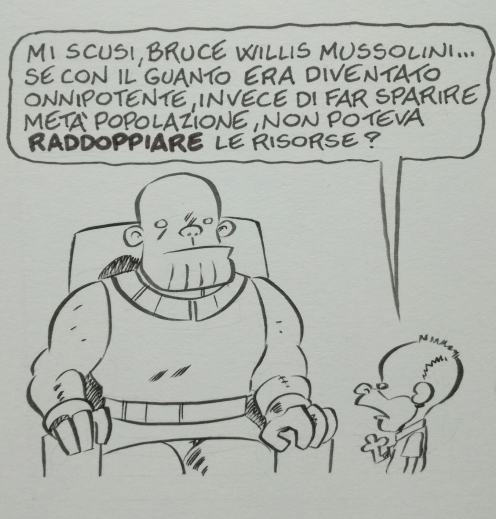 MI SCUSI, BRUCE WILLIS MUSSOLINI...
SE CON IL GUANTO ERA DIVENTATO
ONNIPOTENTE, INVECE DI FAR SPARIRE
METÀ POPOLAZIONE, NON POTEVA
RADDOPPIARE LE RISORSE?